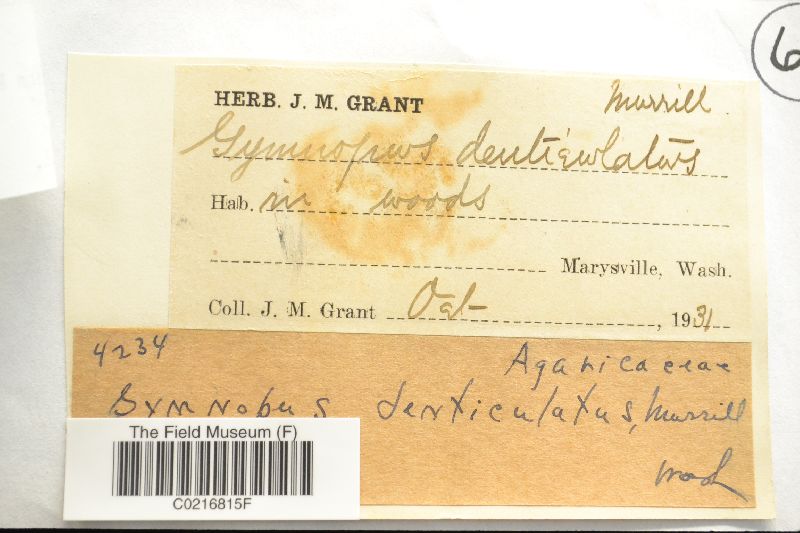 6
HERB. J. M. GRANT Murrill
Gymnopus denticulatus
Hab. in woods
Marysville, Wash.
Coll. J. M. Grant Oct , 1931
4234 Agaricaceae
Gymnopus denticulatus, Murrill
Wash
The Field Museum (F)
C0216815F